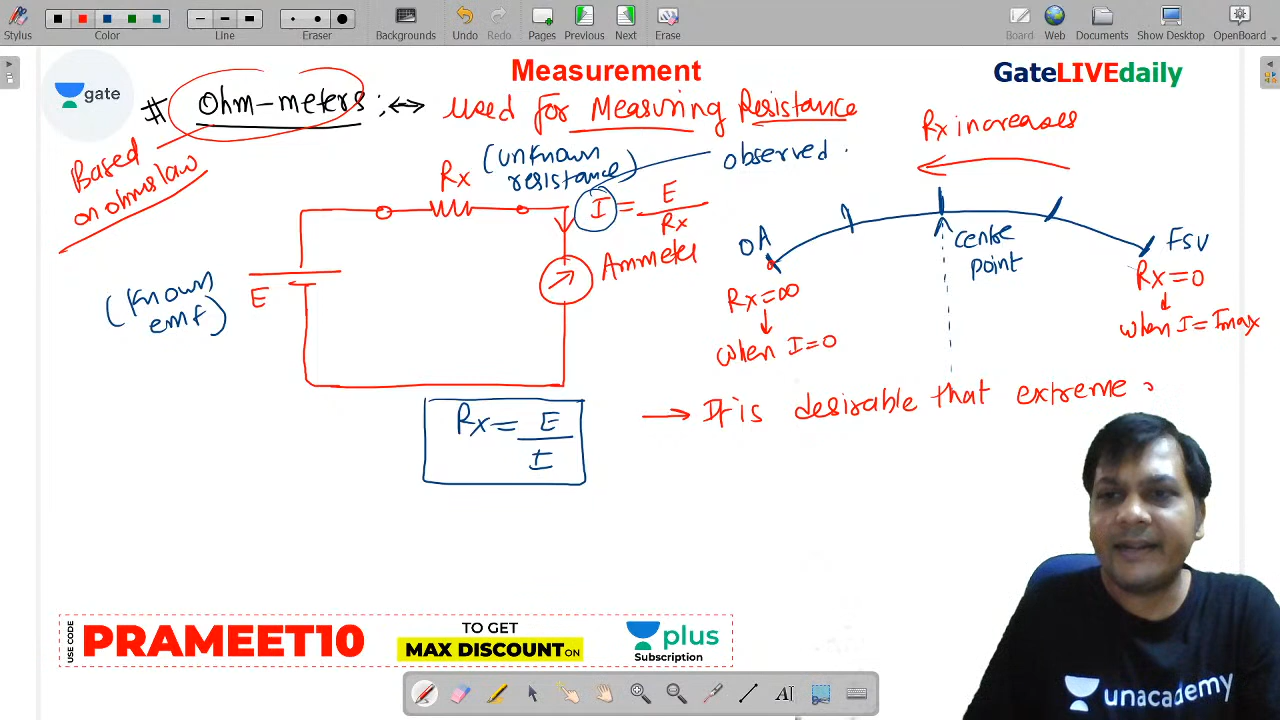 Stylus
Color
Line
Eraser
Backgrounds
Undo
Redo
Pages
Previous
Next
Erase
Board
Web
Documents
Show Desktop
OpenBoard
gate
Measurement
GateLIVEdaily
# Ohm-meters : ↔ used for Measuring Resistance
Based
on ohms law
Rx
(unknown
resistance)
observed.
I = E / Rx
Ammeter
(known
emf)
E
Rx = E / I
Rx increases
0A
centre
point
FSV
Rx=∞
when I=0
Rx=0
when I=Imax
→ It is desirable that extreme
USE CODE
PRAMEET10
TO GET
MAX DISCOUNT ON
plus
Subscription
unacademy